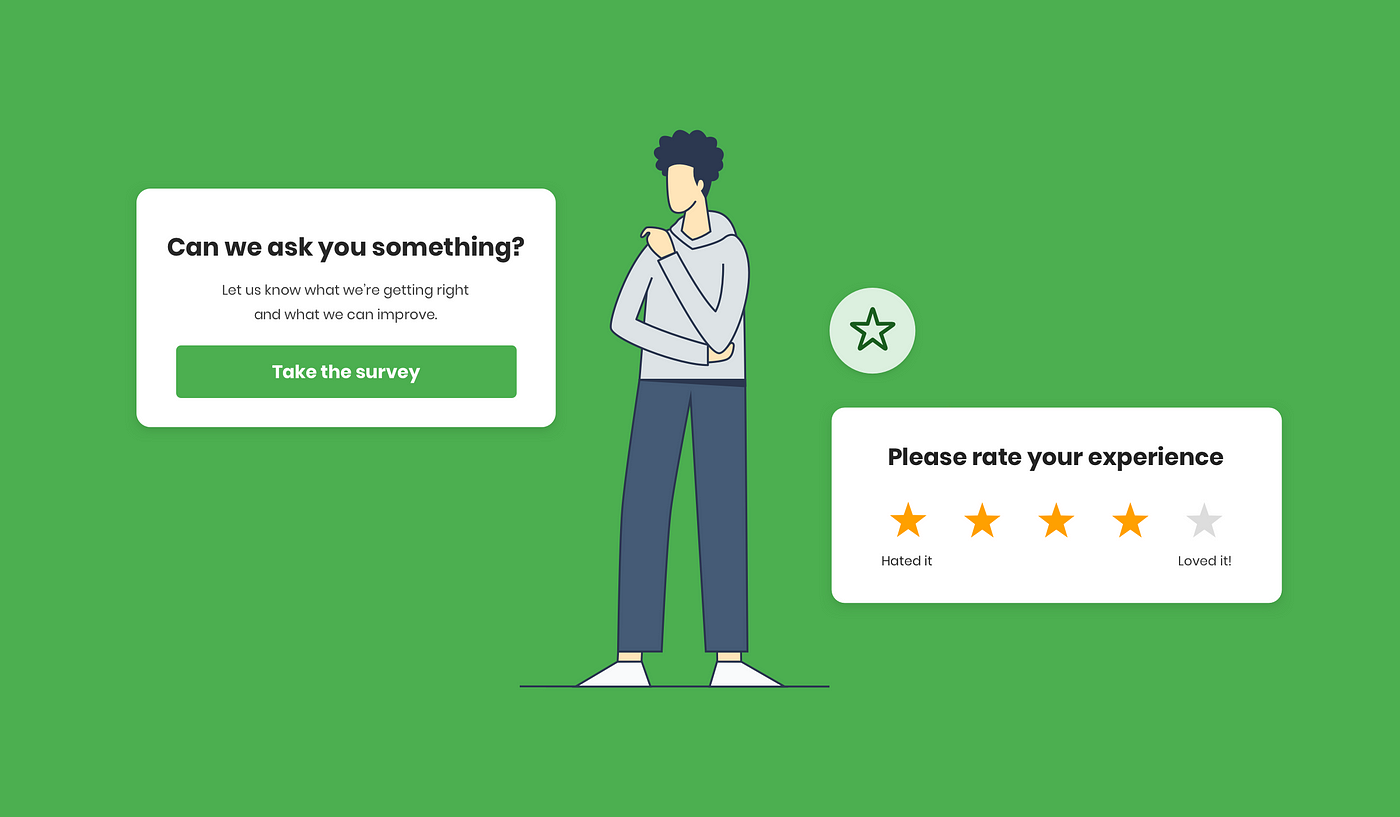 Can we ask you something?
Let us know what we're getting right
and what we can improve.
Take the survey
Please rate your experience
Hated it
Loved it!